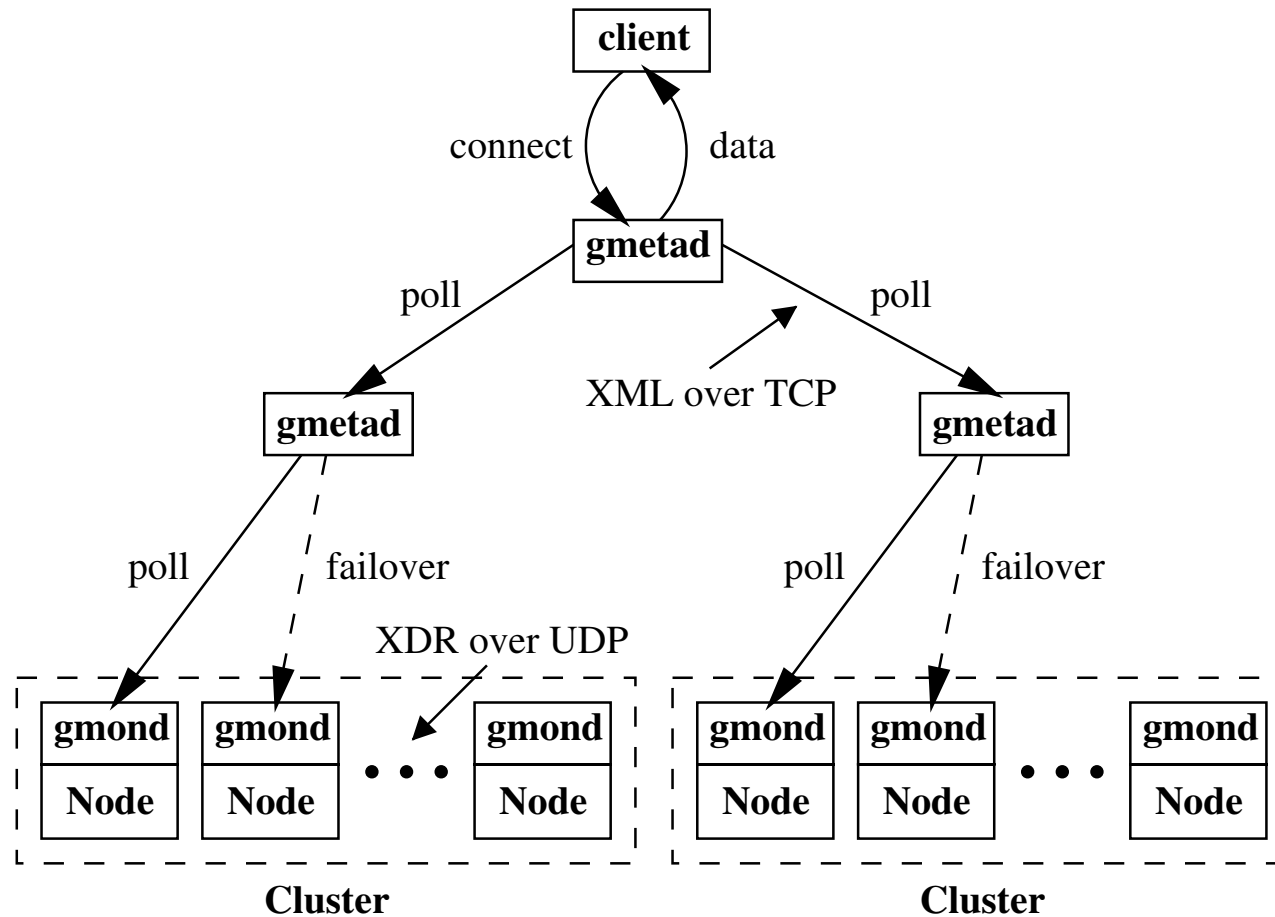 client
connect
data
gmetad
poll
poll
XML over TCP
gmetad
gmetad
poll
failover
poll
failover
XDR over UDP
gmond
gmond
gmond
gmond
gmond
gmond
Node
Node
Node
Node
Node
Node
Cluster
Cluster